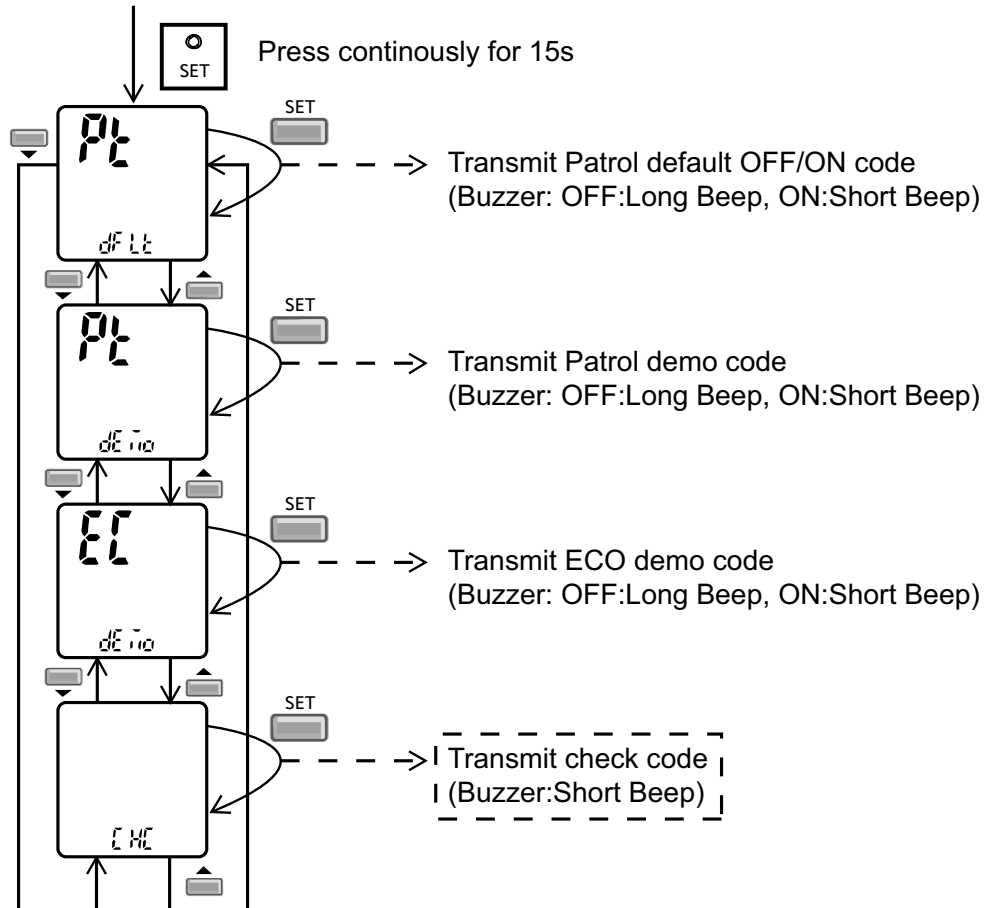 SET
Press continously for 15s
Pt
dFLt
SET
Transmit Patrol default OFF/ON code
(Buzzer: OFF:Long Beep, ON:Short Beep)
Pt
dEmo
SET
Transmit Patrol demo code
(Buzzer: OFF:Long Beep, ON:Short Beep)
EC
dEmo
SET
Transmit ECO demo code
(Buzzer: OFF:Long Beep, ON:Short Beep)
CHC
SET
Transmit check code
(Buzzer:Short Beep)